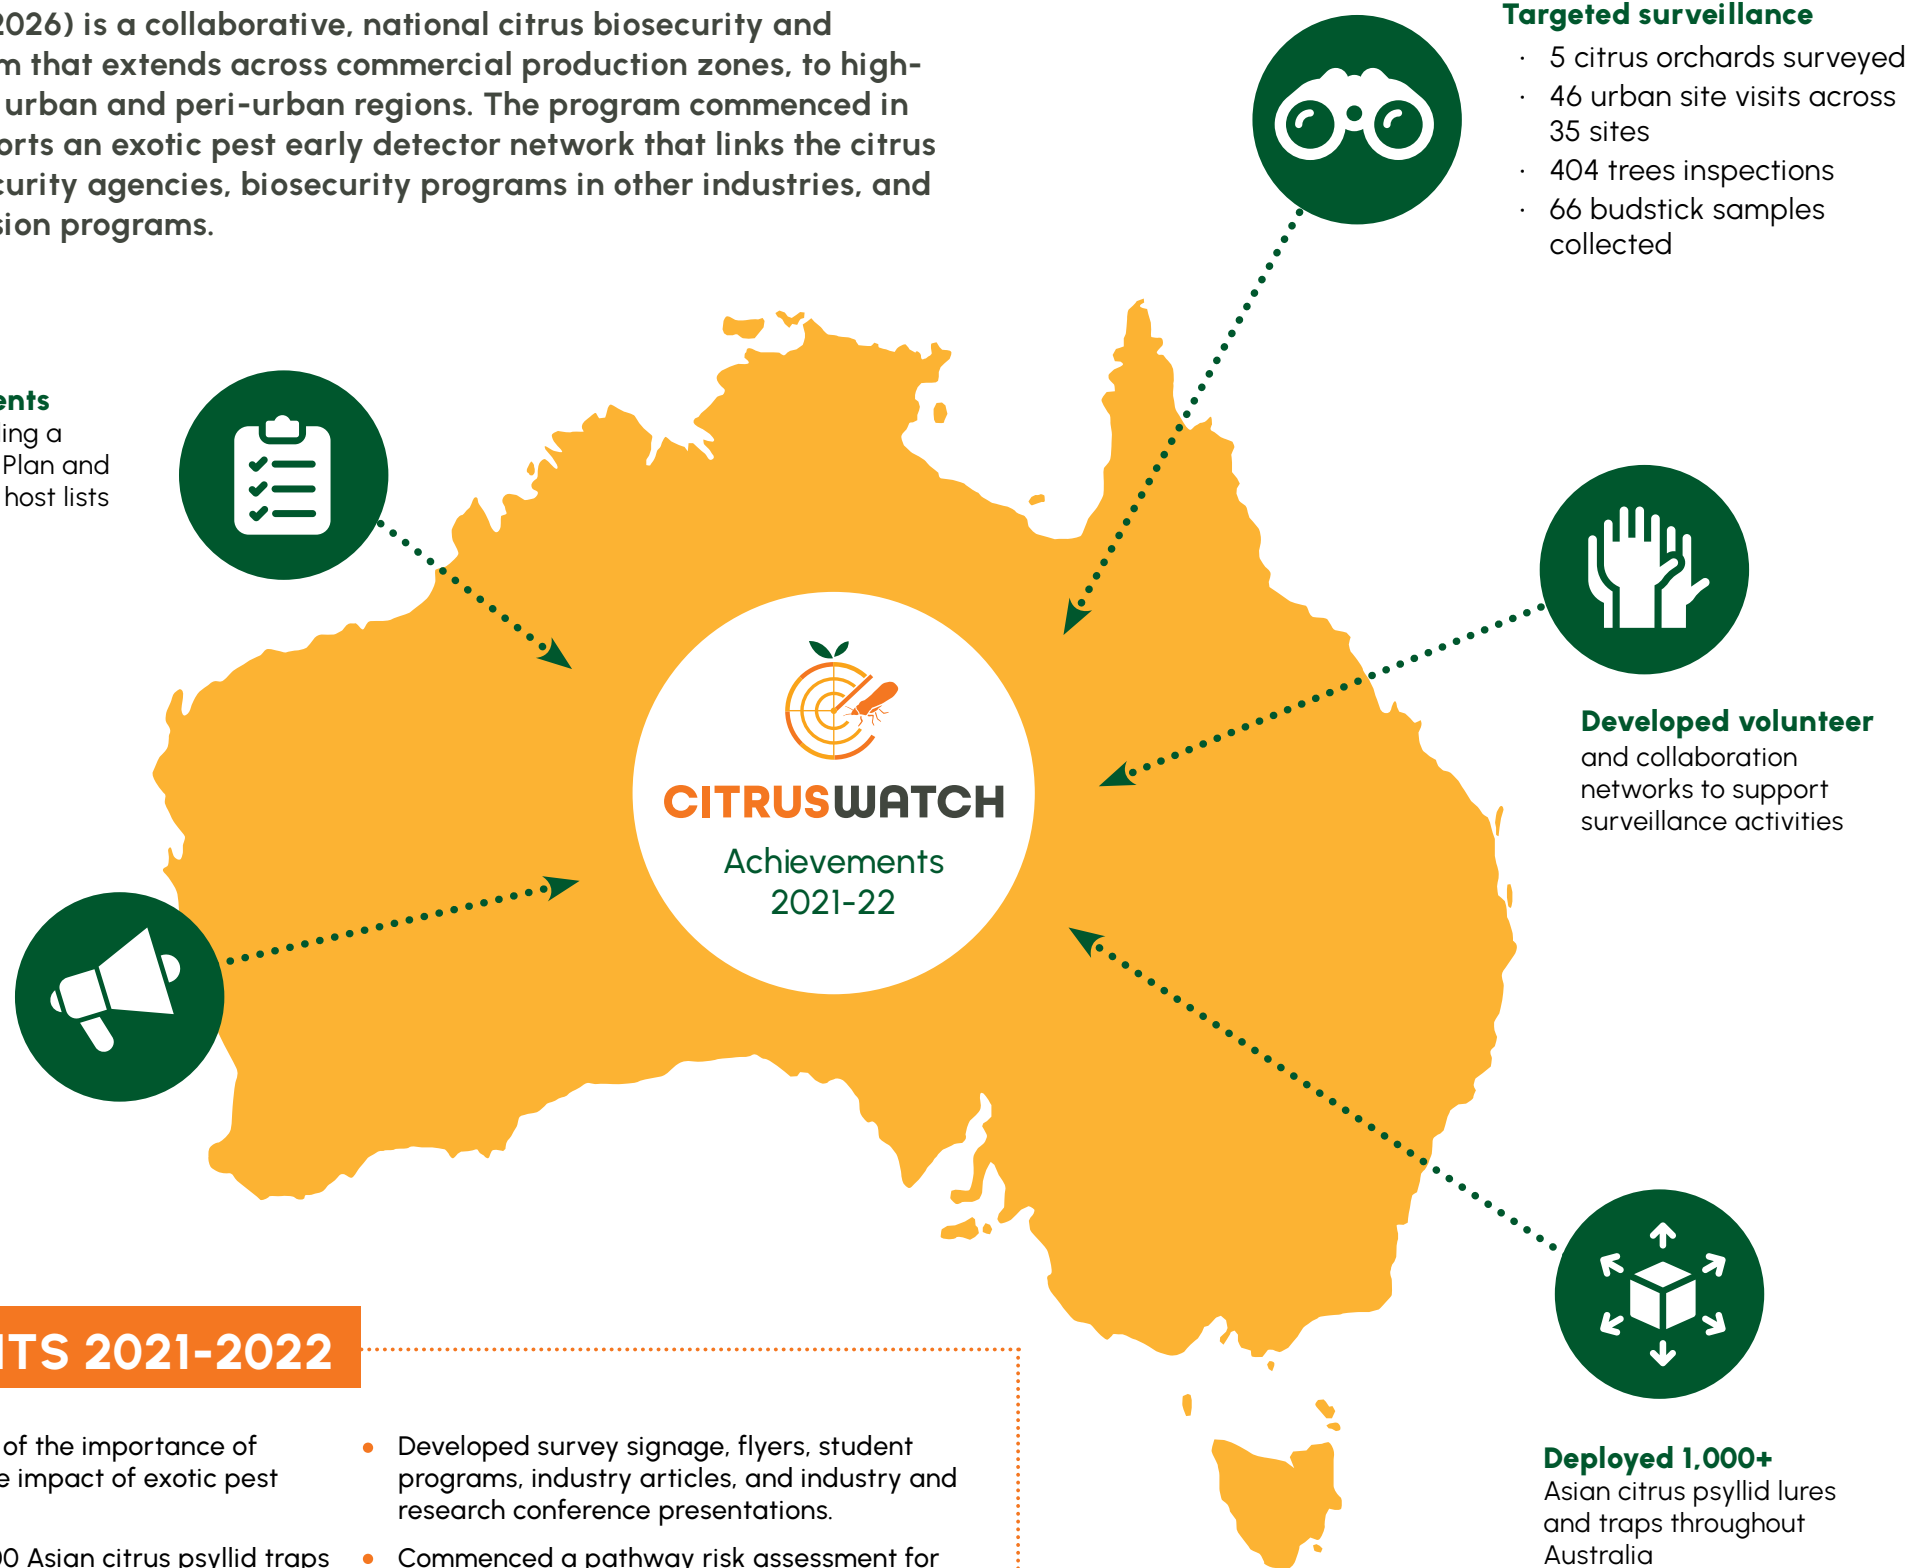 2026) is a collaborative, national citrus biosecurity and
m that extends across commercial production zones, to high-
urban and peri-urban regions. The program commenced in
orts an exotic pest early detector network that links the citrus
curity agencies, biosecurity programs in other industries, and
sion programs.
Targeted surveillance
· 5 citrus orchards surveyed
· 46 urban site visits across
35 sites
· 404 trees inspections
· 66 budstick samples
collected
ents
ing a
Plan and
host lists
Developed volunteer
and collaboration
networks to support
surveillance activities
CITRUSWATCH
Achievements
2021-22
NTS 2021-2022
of the importance of
e impact of exotic pest
00 Asian citrus psyllid traps
• Developed survey signage, flyers, student
programs, industry articles, and industry and
research conference presentations.
• Commenced a pathway risk assessment for
Deployed 1,000+
Asian citrus psyllid lures
and traps throughout
Australia